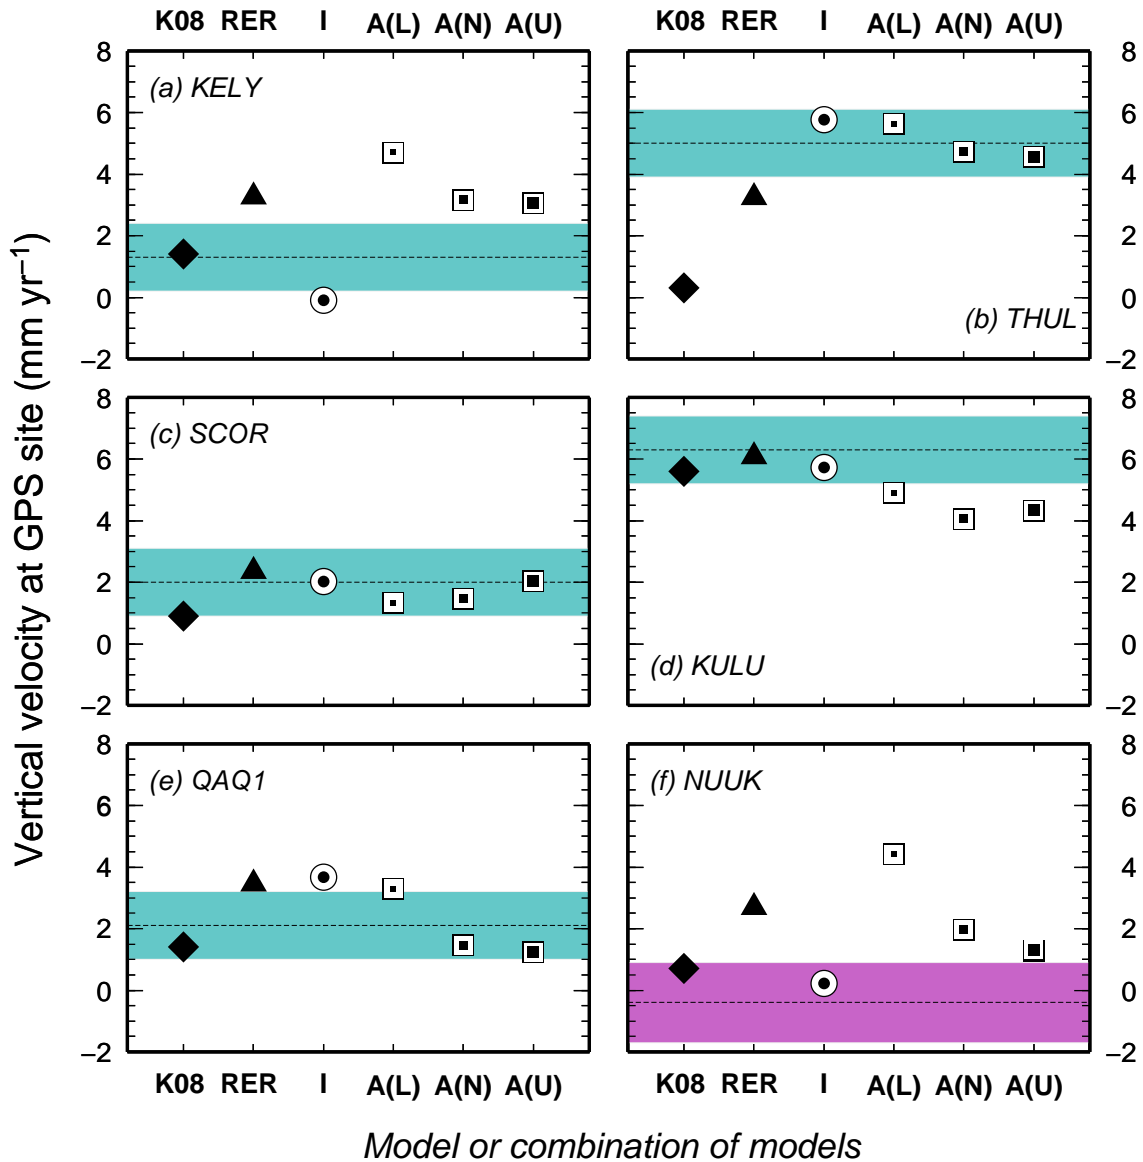 K08 RER I A(L) A(N) A(U) K08 RER I A(L) A(N) A(U)
8 8
6 6
4 4
2 2
0 0
−2 −2
(a) KELY
(b) THUL
8 8
6 6
4 4
2 2
0 0
−2 −2
(c) SCOR
(d) KULU
8 8
6 6
4 4
2 2
0 0
−2 −2
(e) QAQ1
(f) NUUK
K08 RER I A(L) A(N) A(U) K08 RER I A(L) A(N) A(U)
Vertical velocity at GPS site (mm yr⁻¹)
Model or combination of models